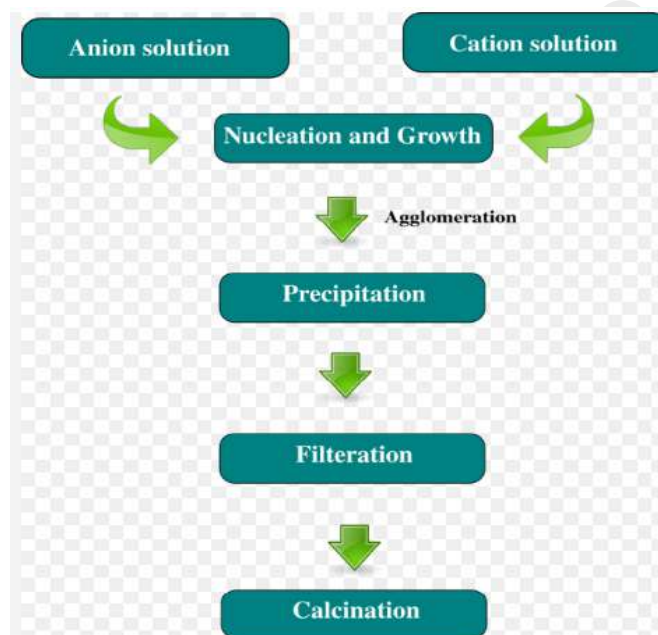 Anion solution
Cation solution
Nucleation and Growth
Agglomeration
Precipitation
Filteration
Calcination